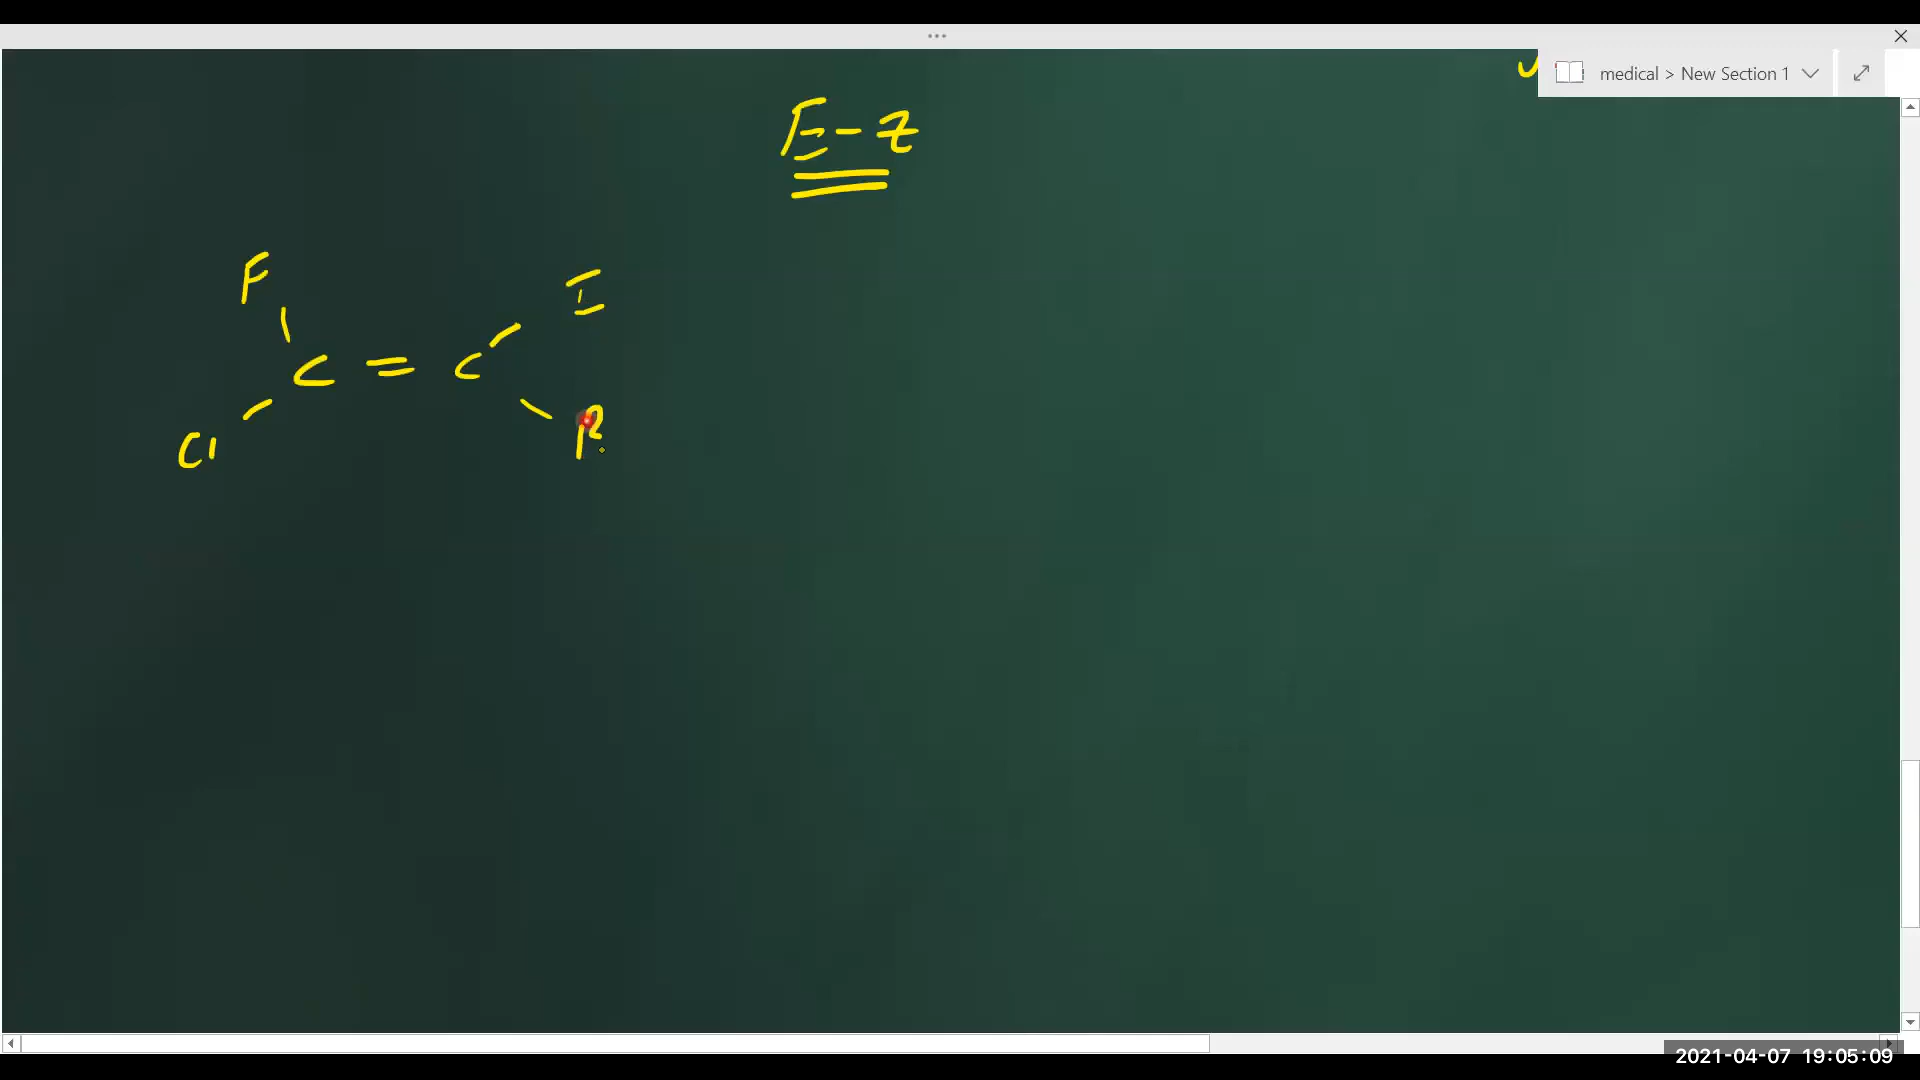 medical > New Section 1
E-Z
F
I
C = C
Cl
2021-04-07 19:05:09